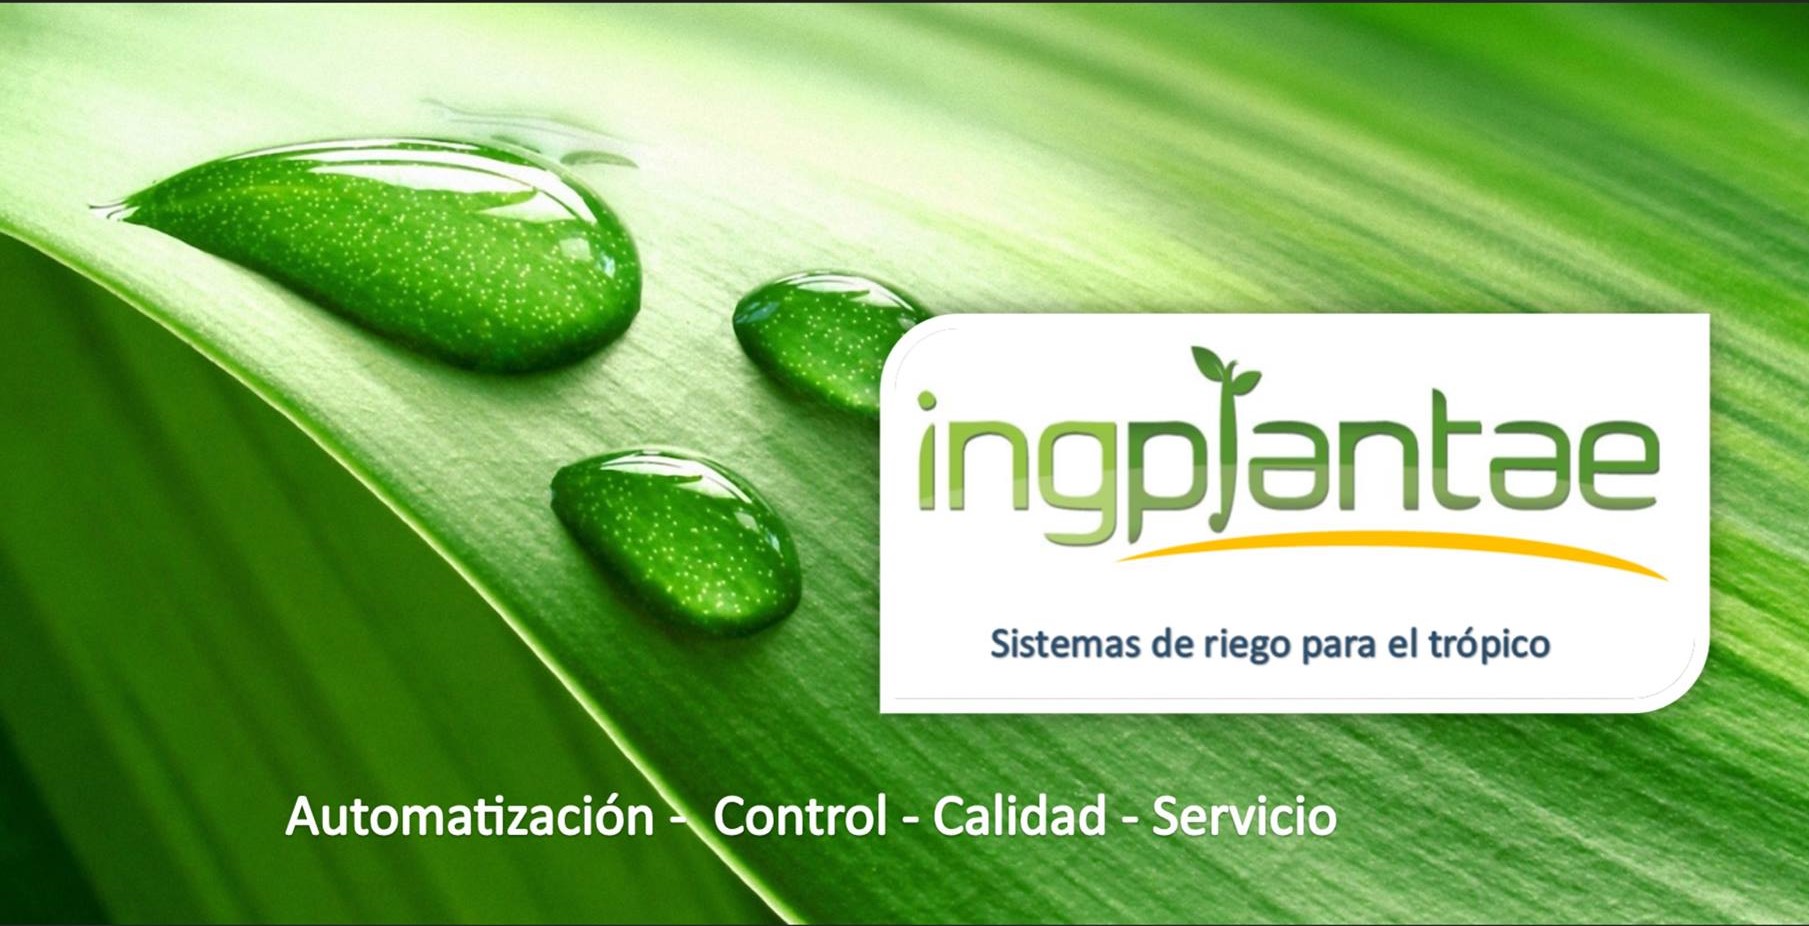 ingplantae
Sistemas de riego para el trópico
Automatización - Control - Calidad - Servicio